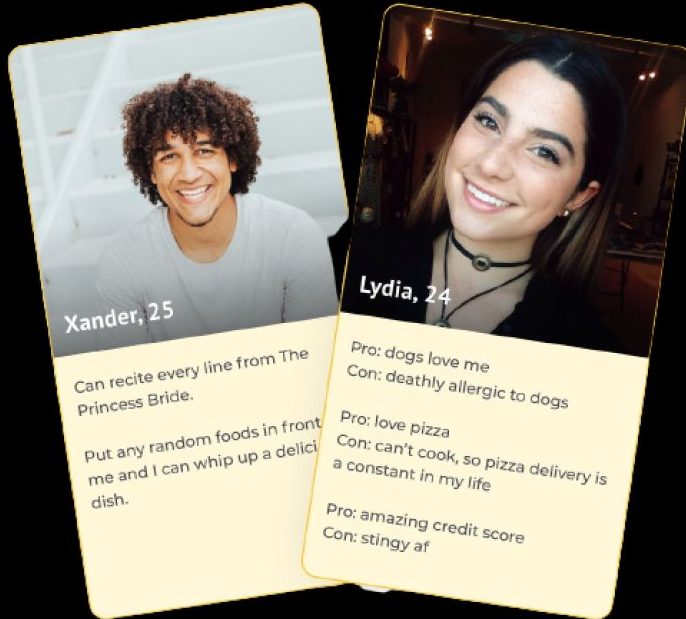 Xander, 25
Can recite every line from The
Princess Bride.
Put any random foods in front
me and I can whip up a
dish.
Lydia, 24
Pro: dogs love me
Con: deathly allergic to dogs
Pro: love pizza
Con: can't cook, so pizza delivery is
a constant in my life
Pro: amazing credit score
Con: stingy af